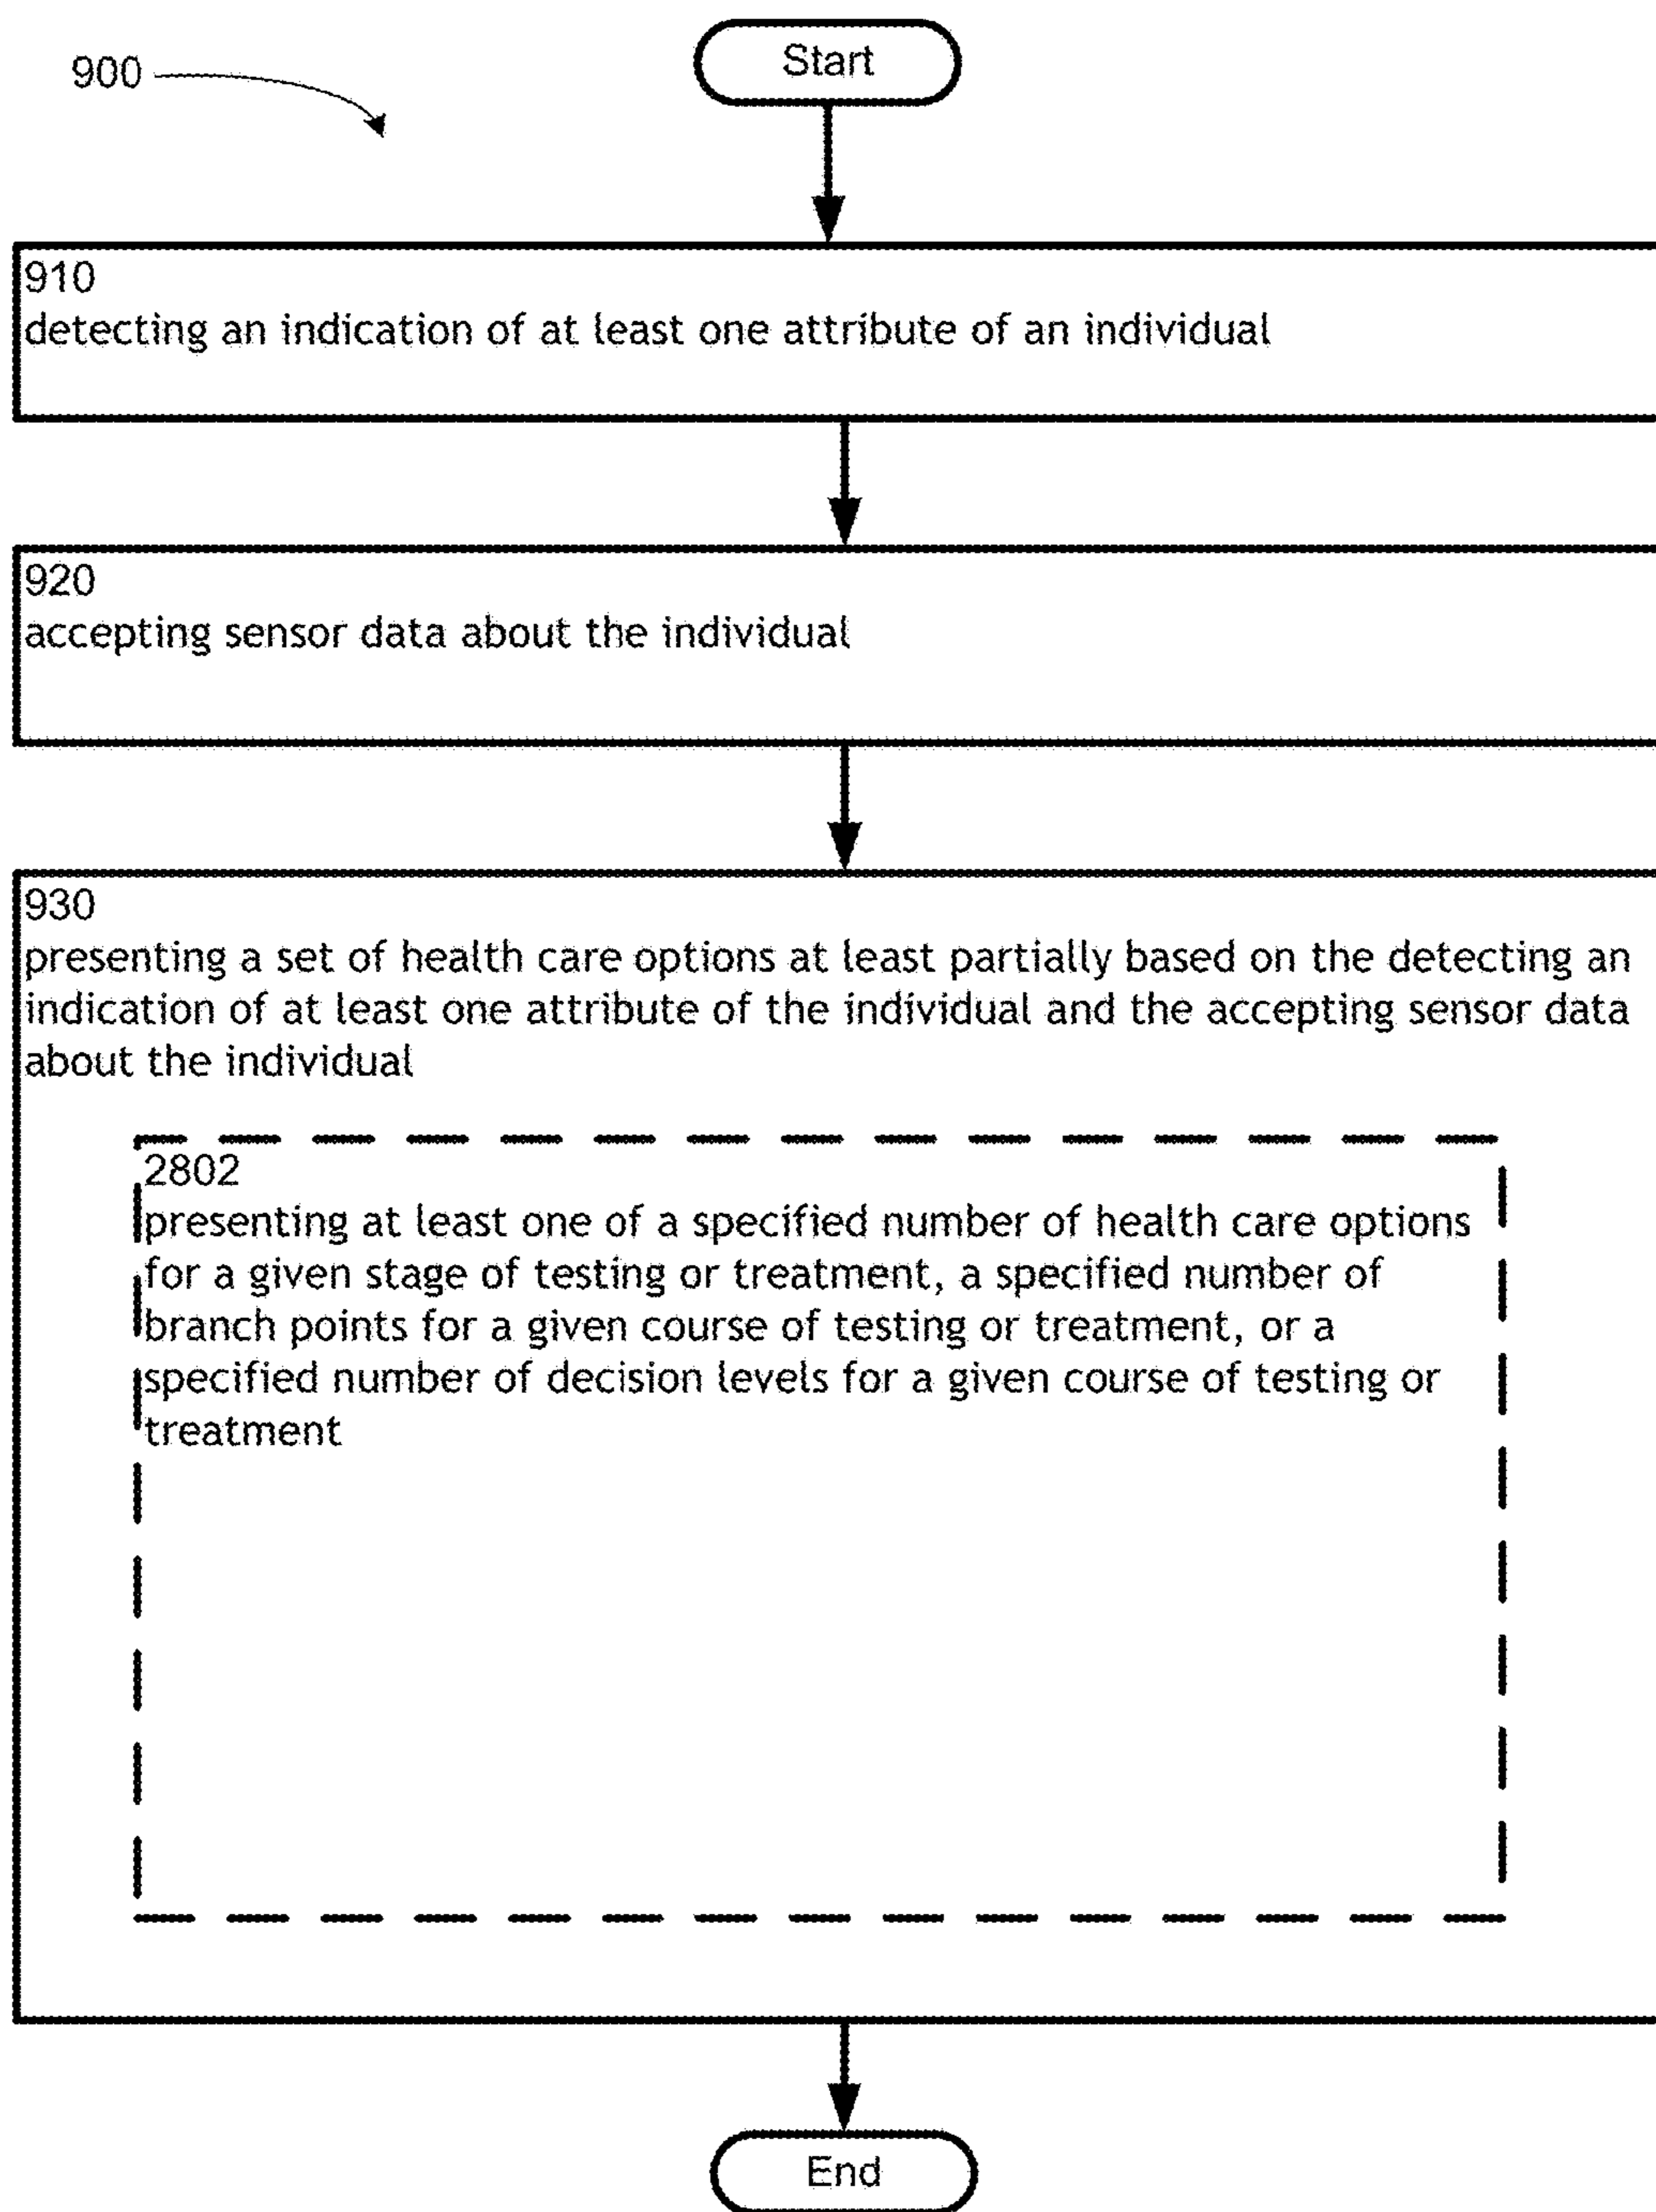 900
Start
910
detecting an indication of at least one attribute of an individual
920
accepting sensor data about the individual
930
presenting a set of health care options at least partially based on the detecting an
indication of at least one attribute of the individual and the accepting sensor data
about the individual
2802
presenting at least one of a specified number of health care options
for a given stage of testing or treatment, a specified number of
branch points for a given course of testing or treatment, or a
specified number of decision levels for a given course of testing or
treatment
End